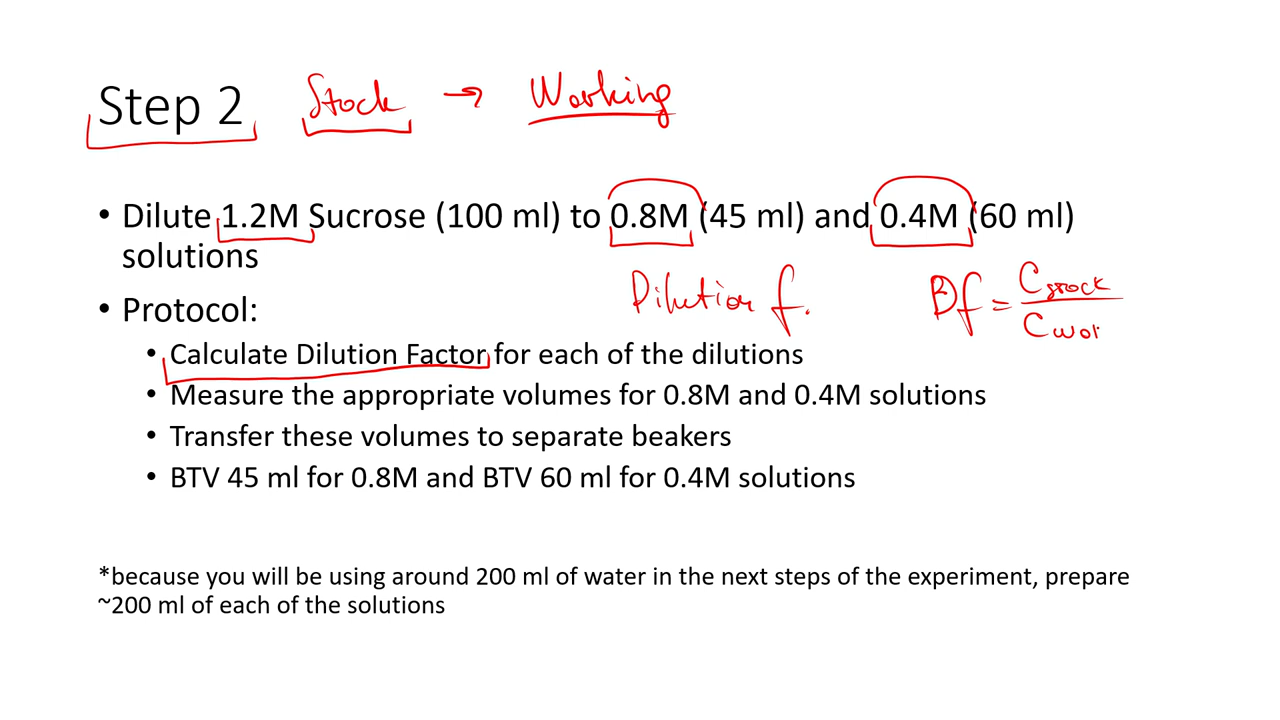 Step 2 Stock → Working
• Dilute 1.2M Sucrose (100 ml) to 0.8M (45 ml) and 0.4M (60 ml)
solutions
Dilution f. Df = Cstock
Cwor
• Protocol:
• Calculate Dilution Factor for each of the dilutions
• Measure the appropriate volumes for 0.8M and 0.4M solutions
• Transfer these volumes to separate beakers
• BTV 45 ml for 0.8M and BTV 60 ml for 0.4M solutions
*because you will be using around 200 ml of water in the next steps of the experiment, prepare
~200 ml of each of the solutions